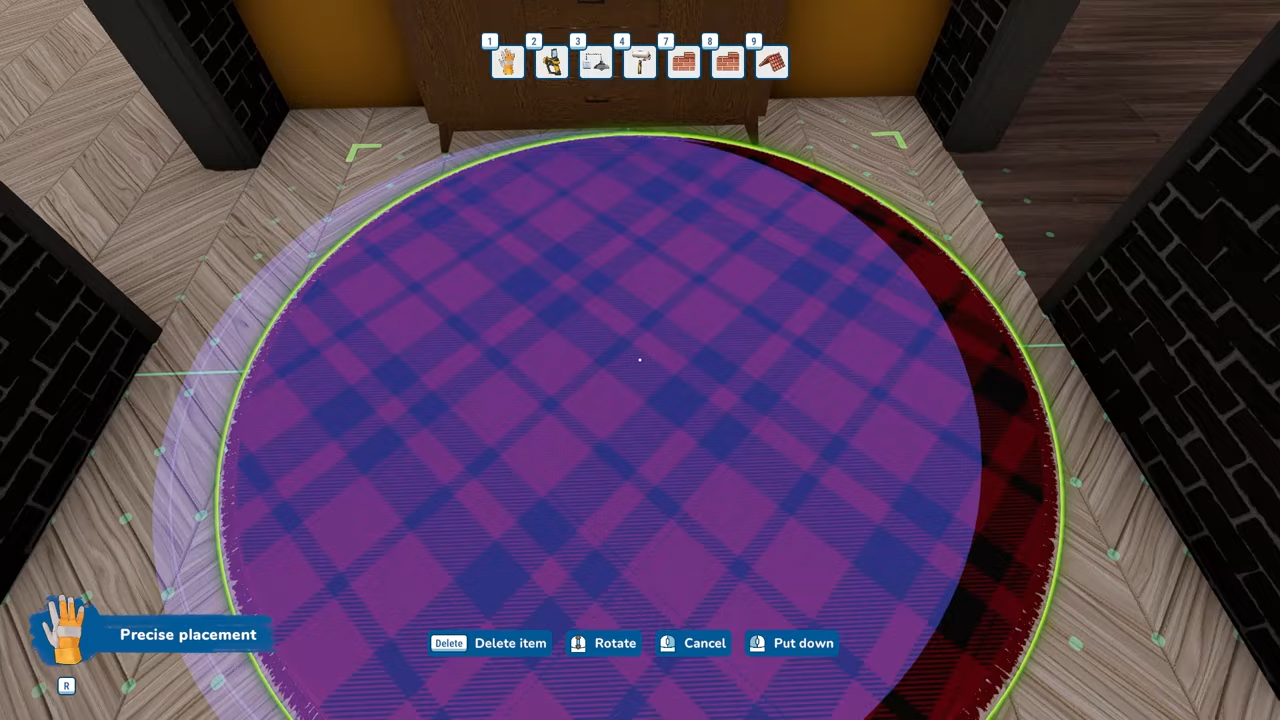 1 2 3 4 7 8 9
Precise placement
R
Delete Delete item Rotate Cancel Put down